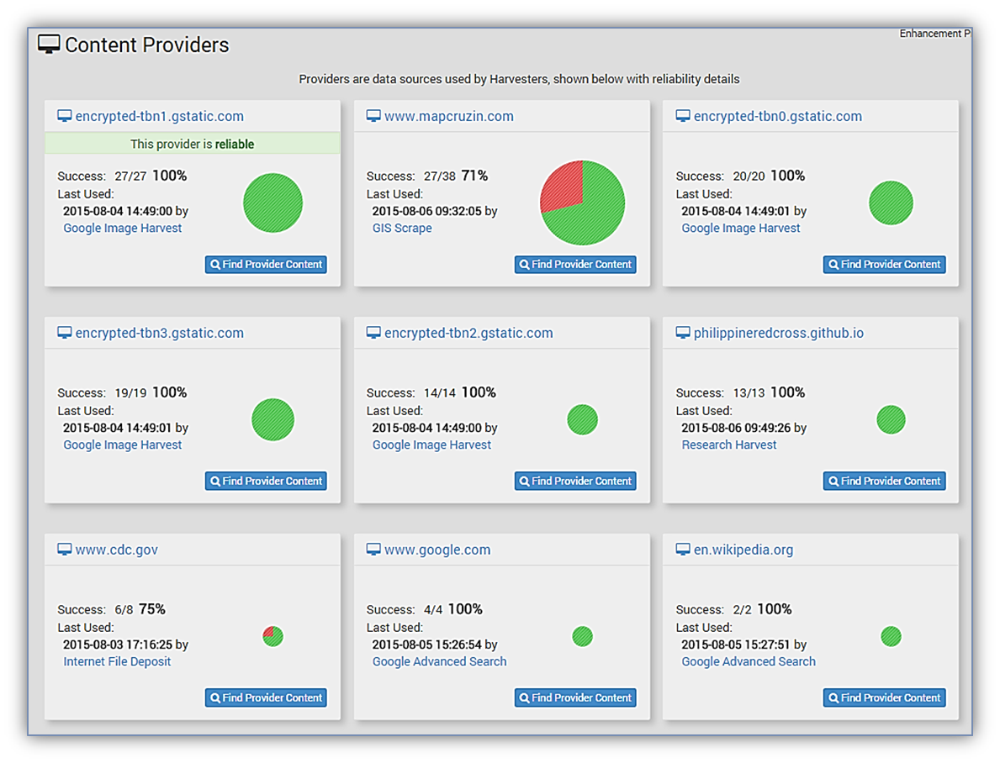 Enhancement P
Content Providers
Providers are data sources used by Harvesters, shown below with reliability details
encrypted-tbn1.gstatic.com
This provider is reliable
Success: 27/27 100%
Last Used:
2015-08-04 14:49:00 by
Google Image Harvest
Find Provider Content
www.mapcruzin.com
Success: 27/38 71%
Last Used:
2015-08-06 09:32:05 by
GIS Scrape
Find Provider Content
encrypted-tbn0.gstatic.com
Success: 20/20 100%
Last Used:
2015-08-04 14:49:01 by
Google Image Harvest
Find Provider Content
encrypted-tbn3.gstatic.com
Success: 19/19 100%
Last Used:
2015-08-04 14:49:01 by
Google Image Harvest
Find Provider Content
encrypted-tbn2.gstatic.com
Success: 14/14 100%
Last Used:
2015-08-04 14:49:00 by
Google Image Harvest
Find Provider Content
philippineredcross.github.io
Success: 13/13 100%
Last Used:
2015-08-06 09:49:26 by
Research Harvest
Find Provider Content
www.cdc.gov
Success: 6/8 75%
Last Used:
2015-08-03 17:16:25 by
Internet File Deposit
Find Provider Content
www.google.com
Success: 4/4 100%
Last Used:
2015-08-05 15:26:54 by
Google Advanced Search
Find Provider Content
en.wikipedia.org
Success: 2/2 100%
Last Used:
2015-08-05 15:27:51 by
Google Advanced Search
Find Provider Content